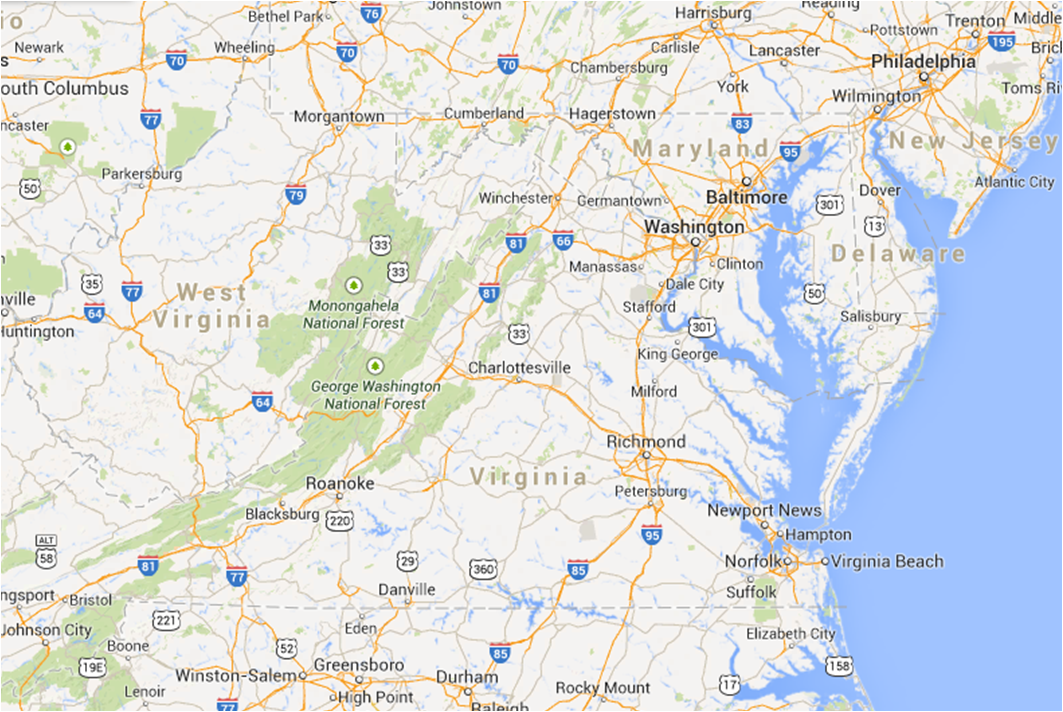 Johnstown
Bethel Park
76
Harrisburg
Reading
io
Newark
Wheeling
70
70
70
Carlisle
Lancaster
Pottstown
Trenton
Middle
195
Bric
s
outh Columbus
Chambersburg
York
Philadelphia
Toms Ri
Wilmington
77
Morgantown
Cumberland
Hagerstown
83
ncaster
Maryland
95
New Jersey
50
Parkersburg
79
Winchester
Germantown
Baltimore
301
Dover
Atlantic City
13
Washington
33
81
66
33
Manassas
Clinton
Delaware
35
77
West
Virginia
Monongahela
National Forest
81
Dale City
50
nville
64
Huntington
Stafford
301
Salisbury
33
King George
Charlottesville
George Washington
National Forest
Milford
64
Richmond
Virginia
Roanoke
Petersburg
Blacksburg
220
Newport News
95
Hampton
ALT
58
81
77
29
360
85
Norfolk
Virginia Beach
Suffolk
ngsport
Bristol
Danville
221
Eden
Johnson City
Boone
52
85
Elizabeth City
19E
Winston-Salem
Greensboro
Durham
158
17
Lenoir
High Point
Rocky Mount
77
Raleigh